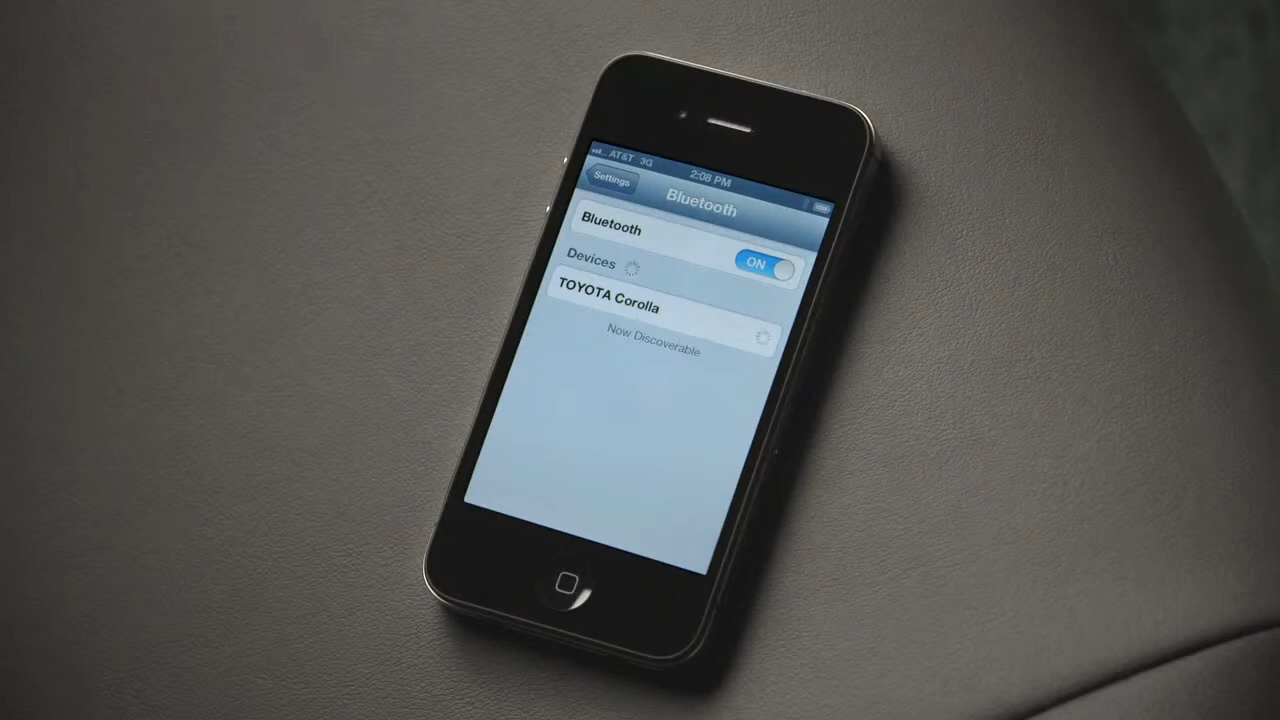 AT&T 3G 2:08 PM
Settings Bluetooth
Bluetooth ON
Devices
TOYOTA Corolla
Now Discoverable